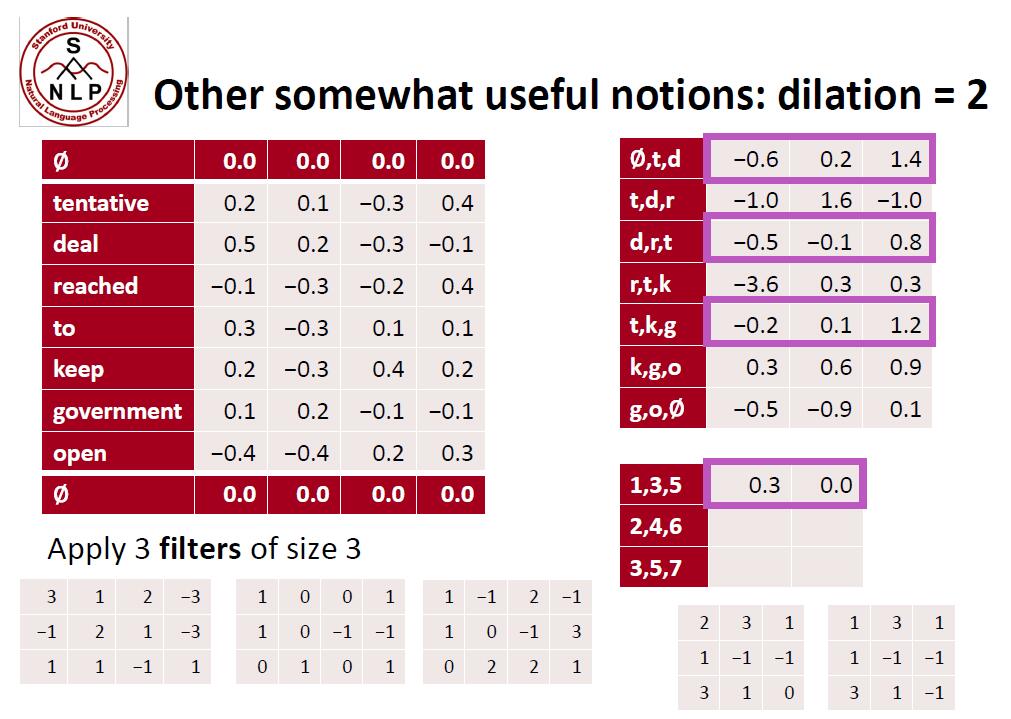 Stanford University
S
N L P
Natural Language Processing
Other somewhat useful notions: dilation = 2
Ø 0.0 0.0 0.0 0.0
tentative 0.2 0.1 −0.3 0.4
deal 0.5 0.2 −0.3 −0.1
reached −0.1 −0.3 −0.2 0.4
to 0.3 −0.3 0.1 0.1
keep 0.2 −0.3 0.4 0.2
government 0.1 0.2 −0.1 −0.1
open −0.4 −0.4 0.2 0.3
Ø 0.0 0.0 0.0 0.0
Apply 3 filters of size 3
3 1 2 −3
−1 2 1 −3
1 1 −1 1
1 0 0 1
1 0 −1 −1
0 1 0 1
1 −1 2 −1
1 0 −1 3
0 2 2 1
Ø,t,d −0.6 0.2 1.4
t,d,r −1.0 1.6 −1.0
d,r,t −0.5 −0.1 0.8
r,t,k −3.6 0.3 0.3
t,k,g −0.2 0.1 1.2
k,g,o 0.3 0.6 0.9
g,o,Ø −0.5 −0.9 0.1
1,3,5 0.3 0.0
2,4,6
3,5,7
2 3 1
1 −1 −1
3 1 0
1 3 1
1 −1 −1
3 1 −1